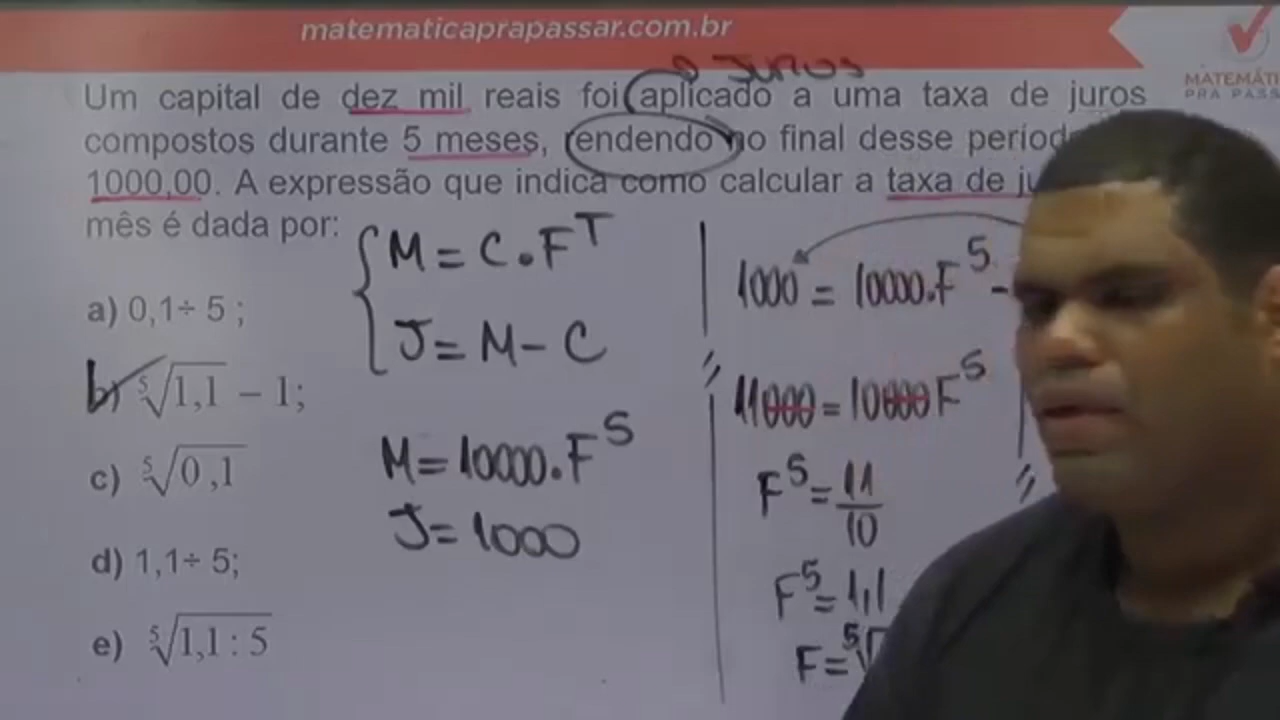 matematicaprapassar.com.br
MATEMÁTI
PRA PASS
JUROS
Um capital de dez mil reais foi aplicado a uma taxa de juros
compostos durante 5 meses, rendendo no final desse períod
1000,00. A expressão que indica como calcular a taxa de ju
mês é dada por:
a) 0,1÷ 5 ;
b) ⁵√1,1 – 1;
c) ⁵√0,1
d) 1,1÷ 5;
e) ⁵√1,1 : 5
M = C.F^T
J = M - C
M = 10000.F^5
J = 1000
1000 = 10000.F^5 -
11000 = 10000F^5
F^5 = 11/10
F^5 = 1,1
F = ⁵√